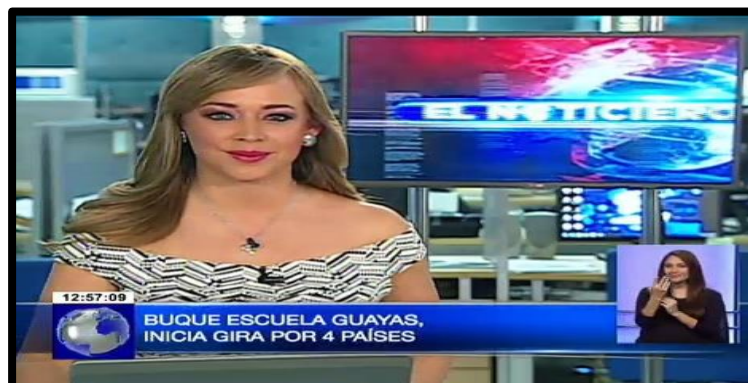 EL NOTICIERO
12:57:09
BUQUE ESCUELA GUAYAS,
INICIA GIRA POR 4 PAÍSES